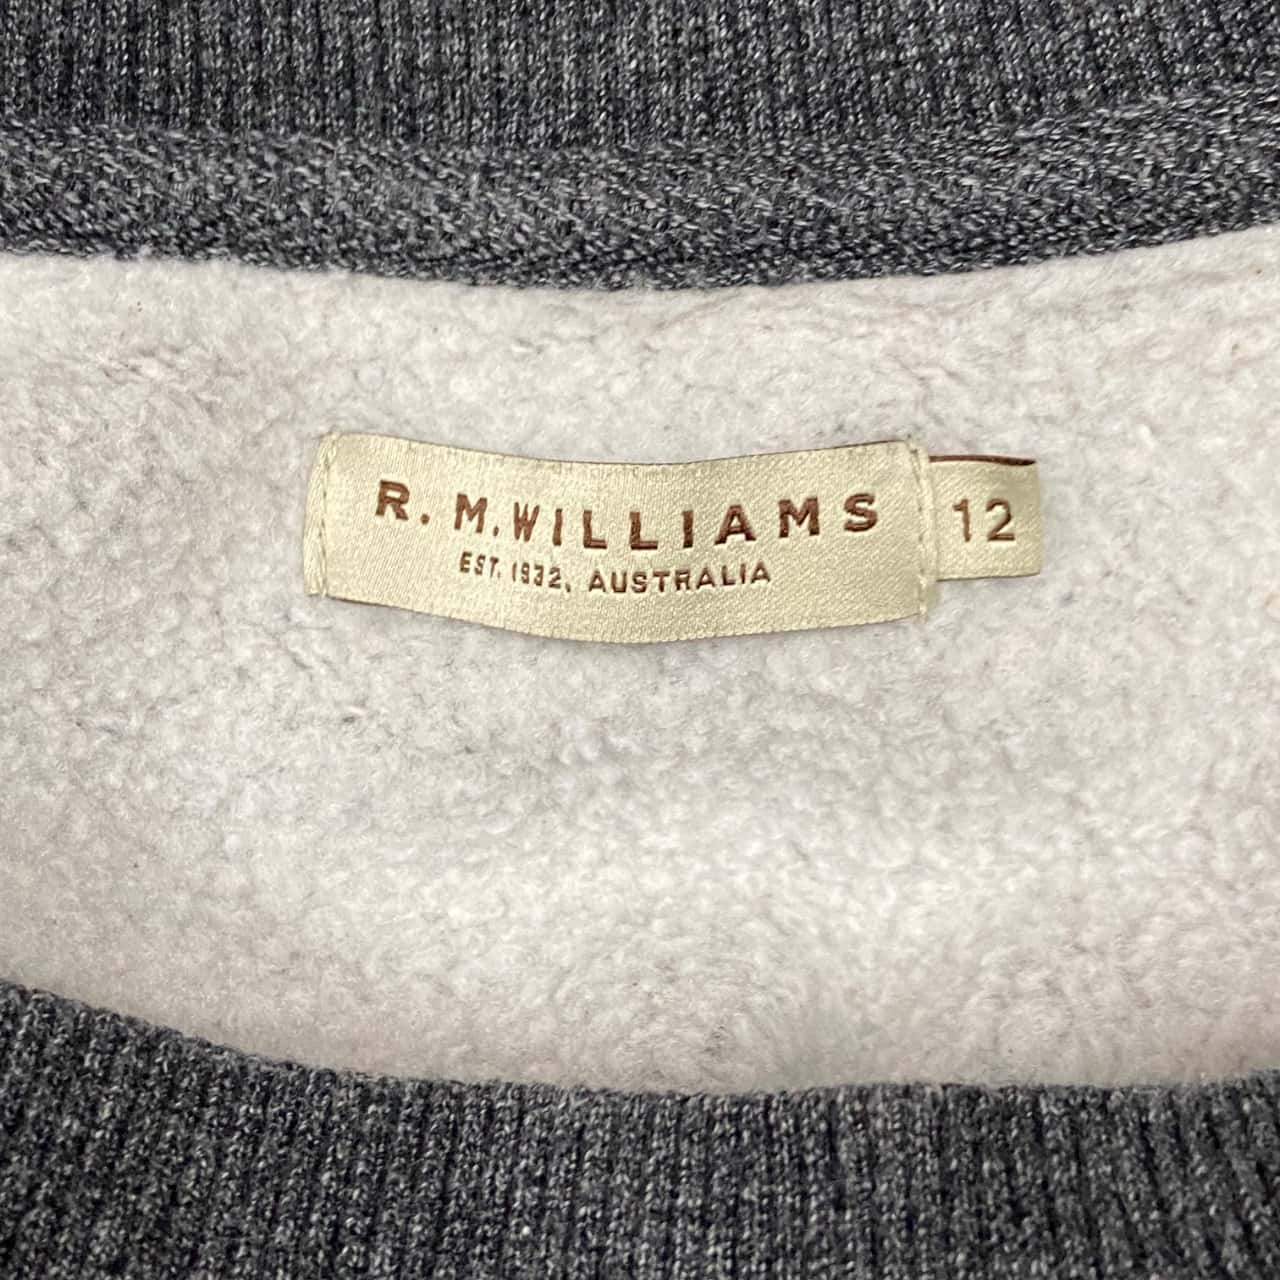 R. M. WILLIAMS
EST. 1932, AUSTRALIA
12